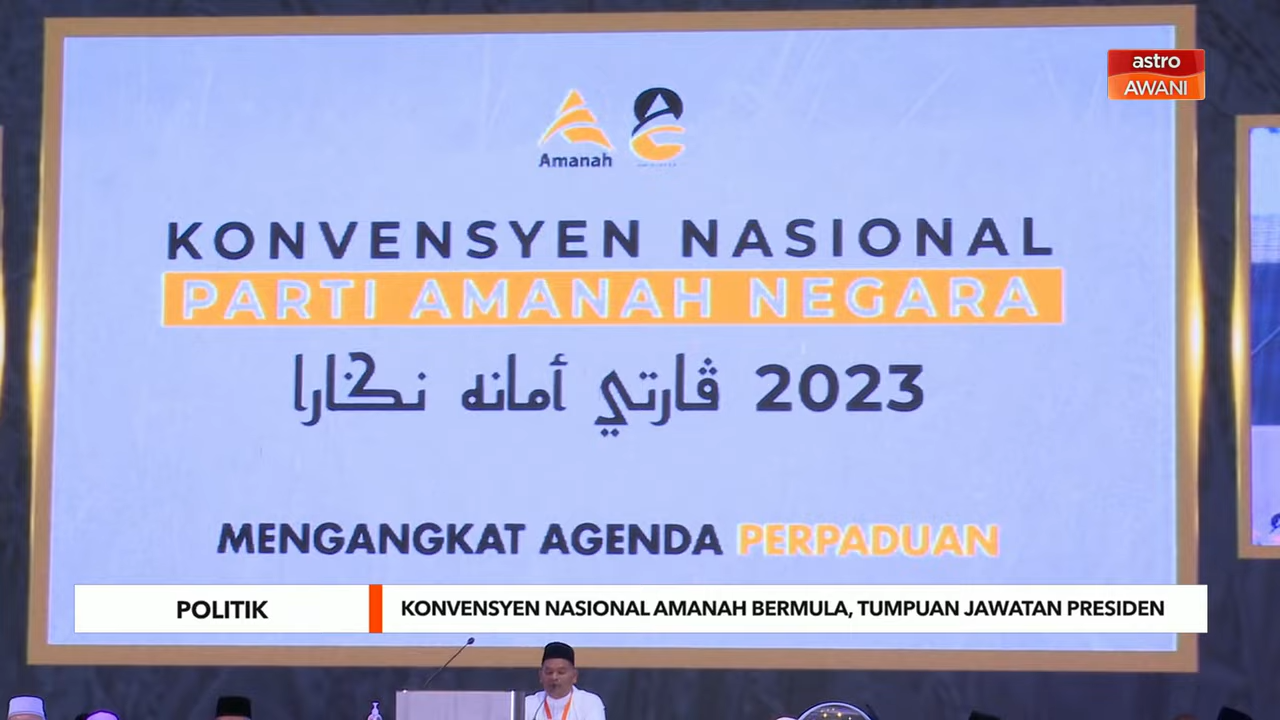 astro
AWANI
Amanah
KONVENSYEN NASIONAL
PARTI AMANAH NEGARA
ڤارتي أمانه نݢارا 2023
MENGANGKAT AGENDA PERPADUAN
POLITIK
KONVENSYEN NASIONAL AMANAH BERMULA, TUMPUAN JAWATAN PRESIDEN